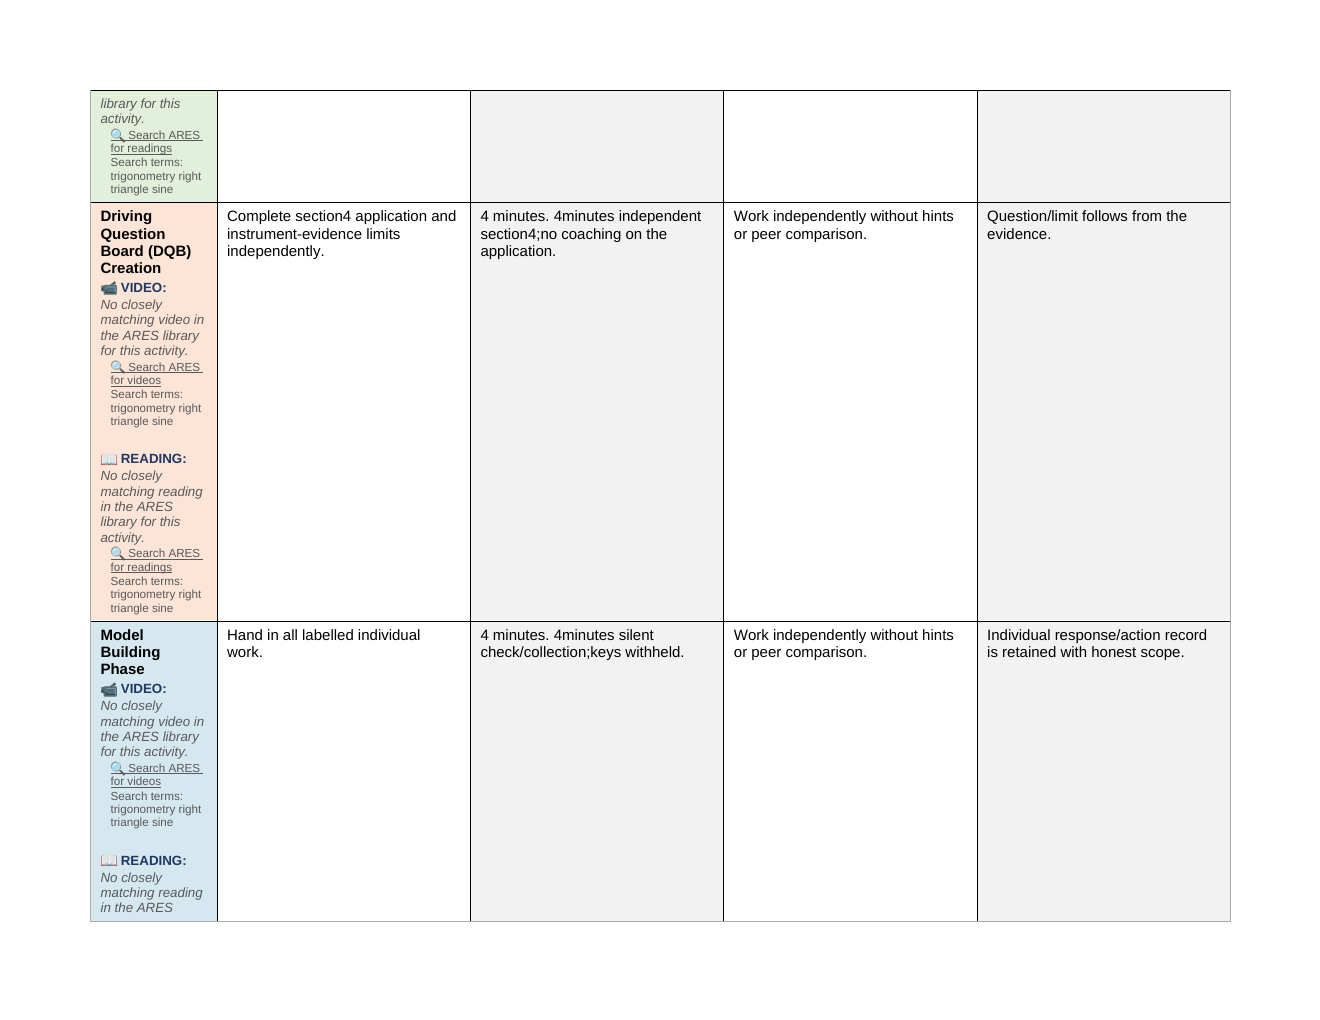 library for this
activity.
🔍 Search ARES
for readings
Search terms:
trigonometry right
triangle sine
Driving
Question
Board (DQB)
Creation
📹 VIDEO:
No closely
matching video in
the ARES library
for this activity.
🔍 Search ARES
for videos
Search terms:
trigonometry right
triangle sine
📖 READING:
No closely
matching reading
in the ARES
library for this
activity.
🔍 Search ARES
for readings
Search terms:
trigonometry right
triangle sine
Complete section4 application and
instrument-evidence limits
independently.
4 minutes. 4minutes independent
section4;no coaching on the
application.
Work independently without hints
or peer comparison.
Question/limit follows from the
evidence.
Model
Building
Phase
📹 VIDEO:
No closely
matching video in
the ARES library
for this activity.
🔍 Search ARES
for videos
Search terms:
trigonometry right
triangle sine
📖 READING:
No closely
matching reading
in the ARES
Hand in all labelled individual
work.
4 minutes. 4minutes silent
check/collection;keys withheld.
Work independently without hints
or peer comparison.
Individual response/action record
is retained with honest scope.